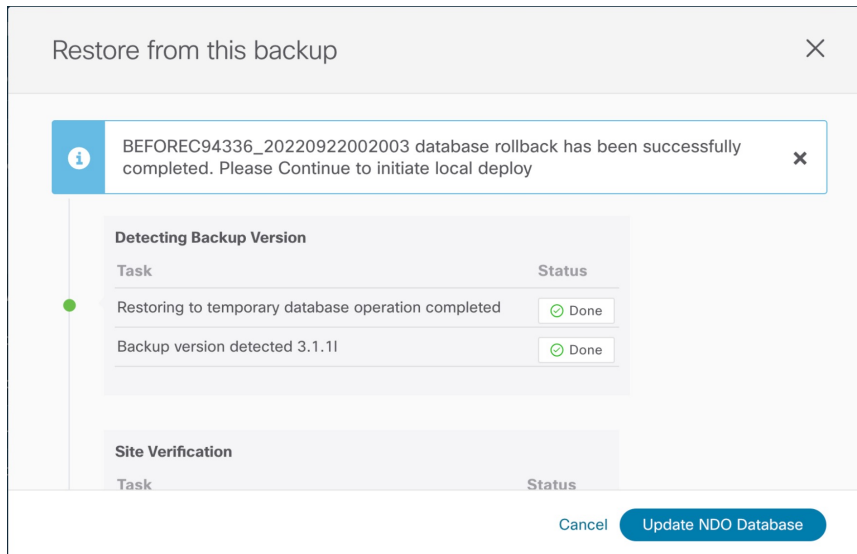 Restore from this backup
BEFOREC94336_20220922002003 database rollback has been successfully
completed. Please Continue to initiate local deploy
Detecting Backup Version
Task Status
Restoring to temporary database operation completed Done
Backup version detected 3.1.1l Done
Site Verification
Task Status
Cancel Update NDO Database